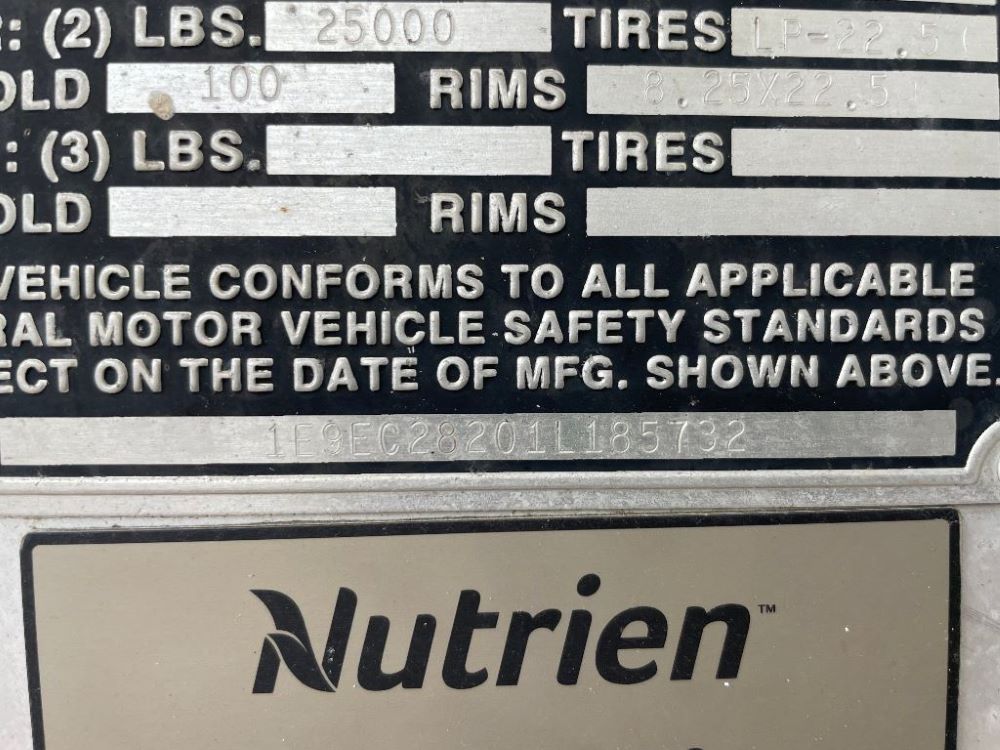 : (2) LBS. 25000 TIRES LP-22.5
OLD 100 RIMS 8.25X22.5
: (3) LBS. TIRES
OLD RIMS
VEHICLE CONFORMS TO ALL APPLICABLE
RAL MOTOR VEHICLE SAFETY STANDARDS
ECT ON THE DATE OF MFG. SHOWN ABOVE.
1E9EC28201L185732
Nutrien™